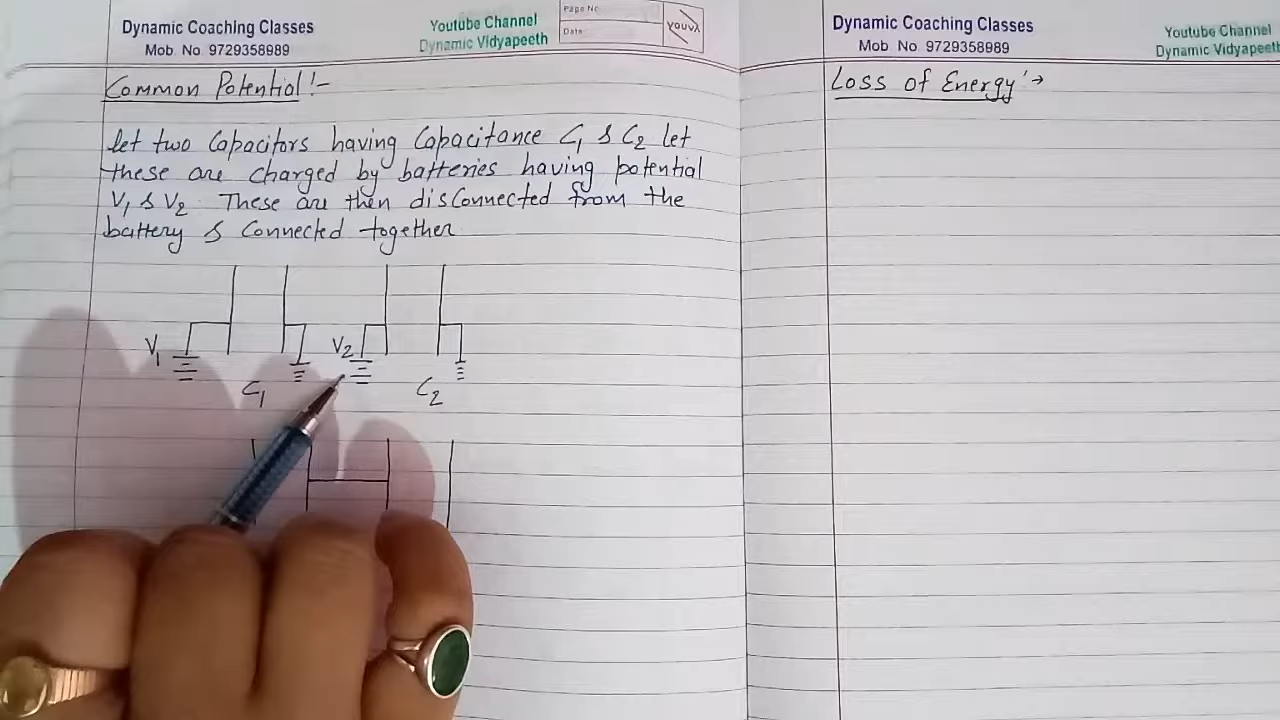 Dynamic Coaching Classes
Mob. No. 9729358989
Youtube Channel
Dynamic Vidyapeeth
Page No.
Date
youva
Common Potential :-
let two Capacitors having Capacitance C1 & C2 let
these are charged by batteries having potential
V1 & V2. These are then disconnected from the
battery & Connected together
V1
V2
C1
C2
Dynamic Coaching Classes
Mob. No. 9729358989
Youtube Channel
Dynamic Vidyapeeth
Loss of Energy :→